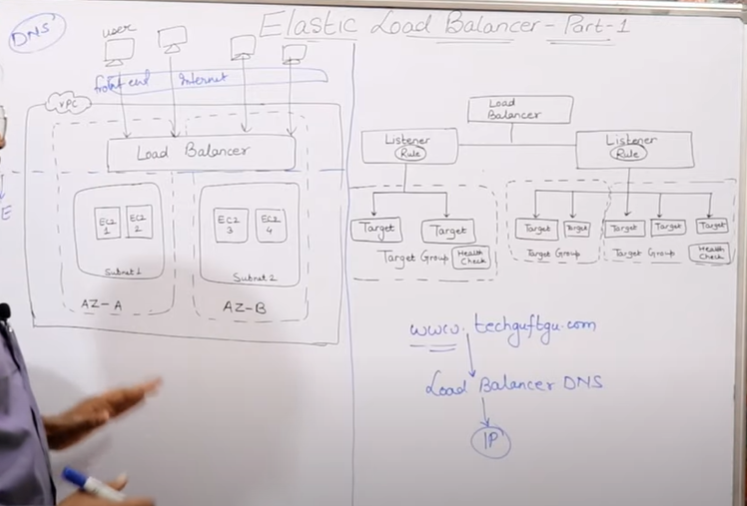 DNS
Elastic Load Balancer - Part-1
user
front end Internet
VPC
Load Balancer
EC2 1
EC2 2
EC2 3
EC2 4
Subnet 1
Subnet 2
AZ-A
AZ-B
E
Load
Balancer
Listener
Rule
Listener
Rule
Target
Target
Target Group
Health
Check
Target
Target
Target Group
Target
Target
Target
Target Group
Health
Check
www.techguftgu.com
Load Balancer DNS
IP